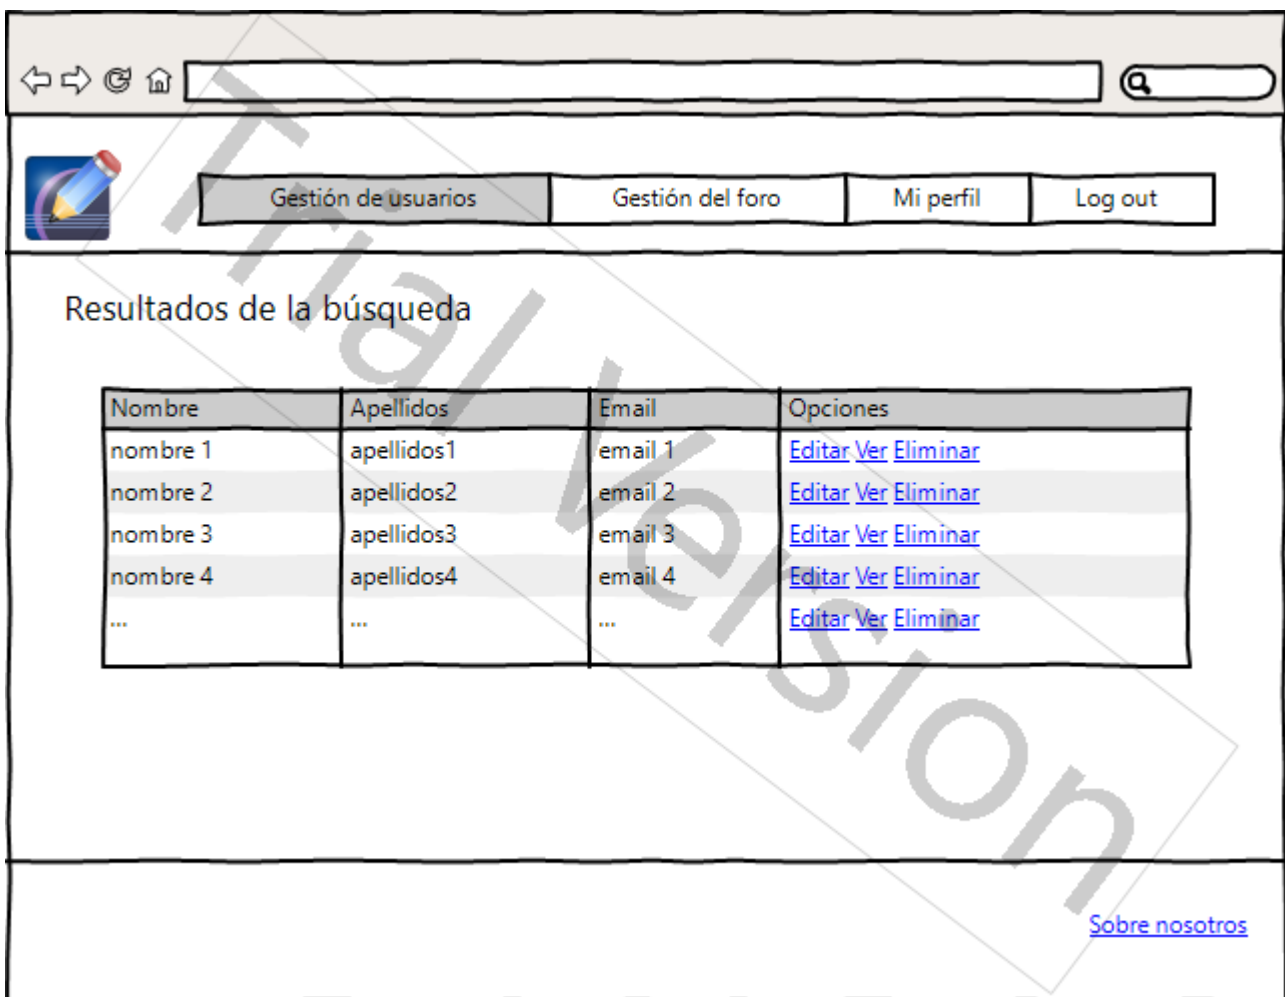 Gestión de usuarios Gestión del foro Mi perfil Log out
Resultados de la búsqueda
Nombre Apellidos Email Opciones
nombre 1 apellidos1 email 1 Editar Ver Eliminar
nombre 2 apellidos2 email 2 Editar Ver Eliminar
nombre 3 apellidos3 email 3 Editar Ver Eliminar
nombre 4 apellidos4 email 4 Editar Ver Eliminar
... ... ... Editar Ver Eliminar
Sobre nosotros
Trial Version